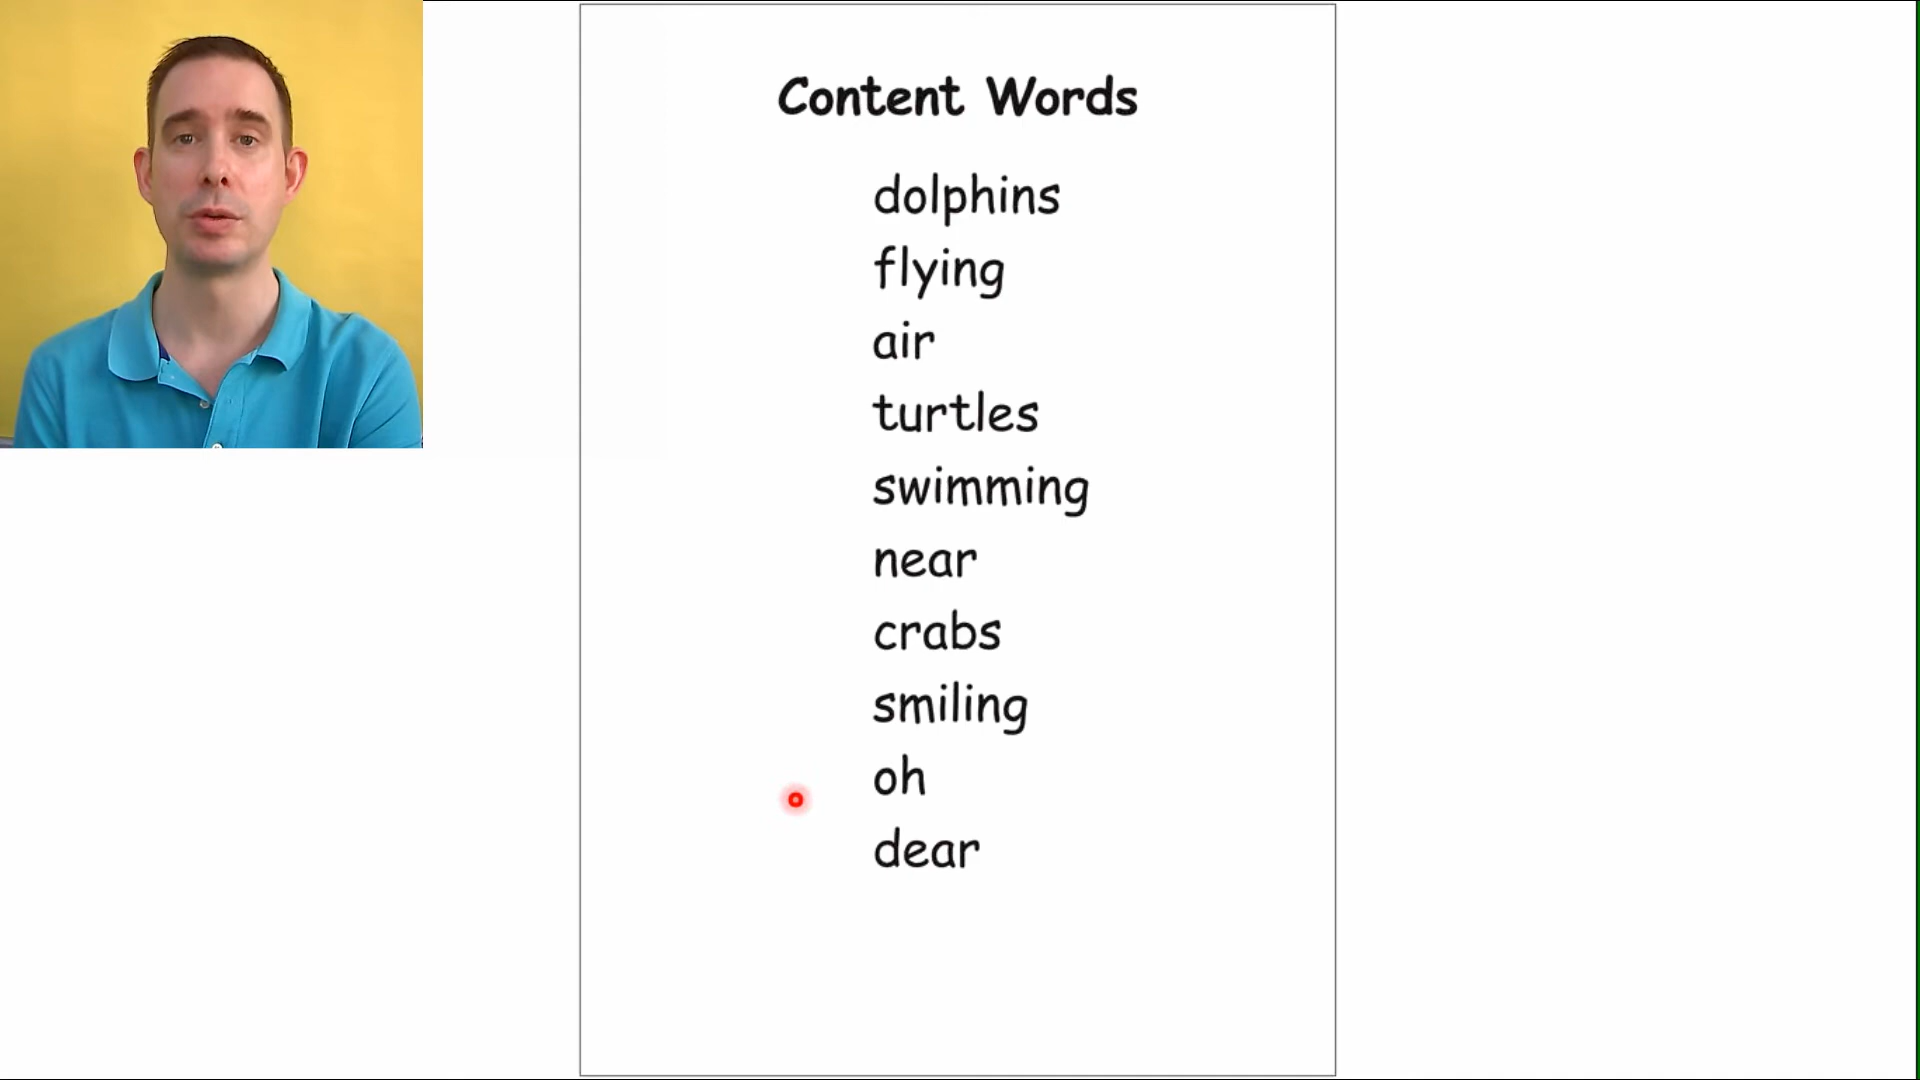 Content Words
dolphins
flying
air
turtles
swimming
near
crabs
smiling
oh
dear